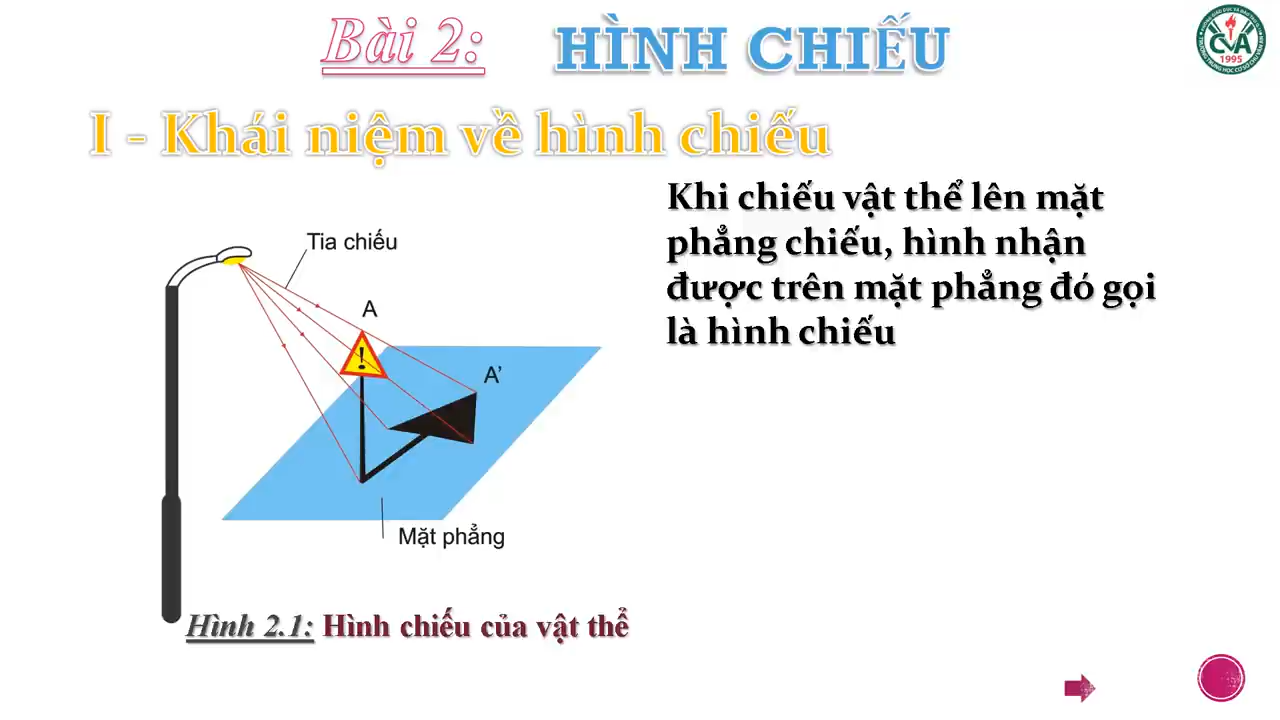 Bài 2: HÌNH CHIẾU
CVA
1995
I - Khái niệm về hình chiếu
Khi chiếu vật thể lên mặt
phẳng chiếu, hình nhận
được trên mặt phẳng đó gọi
là hình chiếu
Tia chiếu
A
!
A’
Mặt phẳng
Hình 2.1: Hình chiếu của vật thể